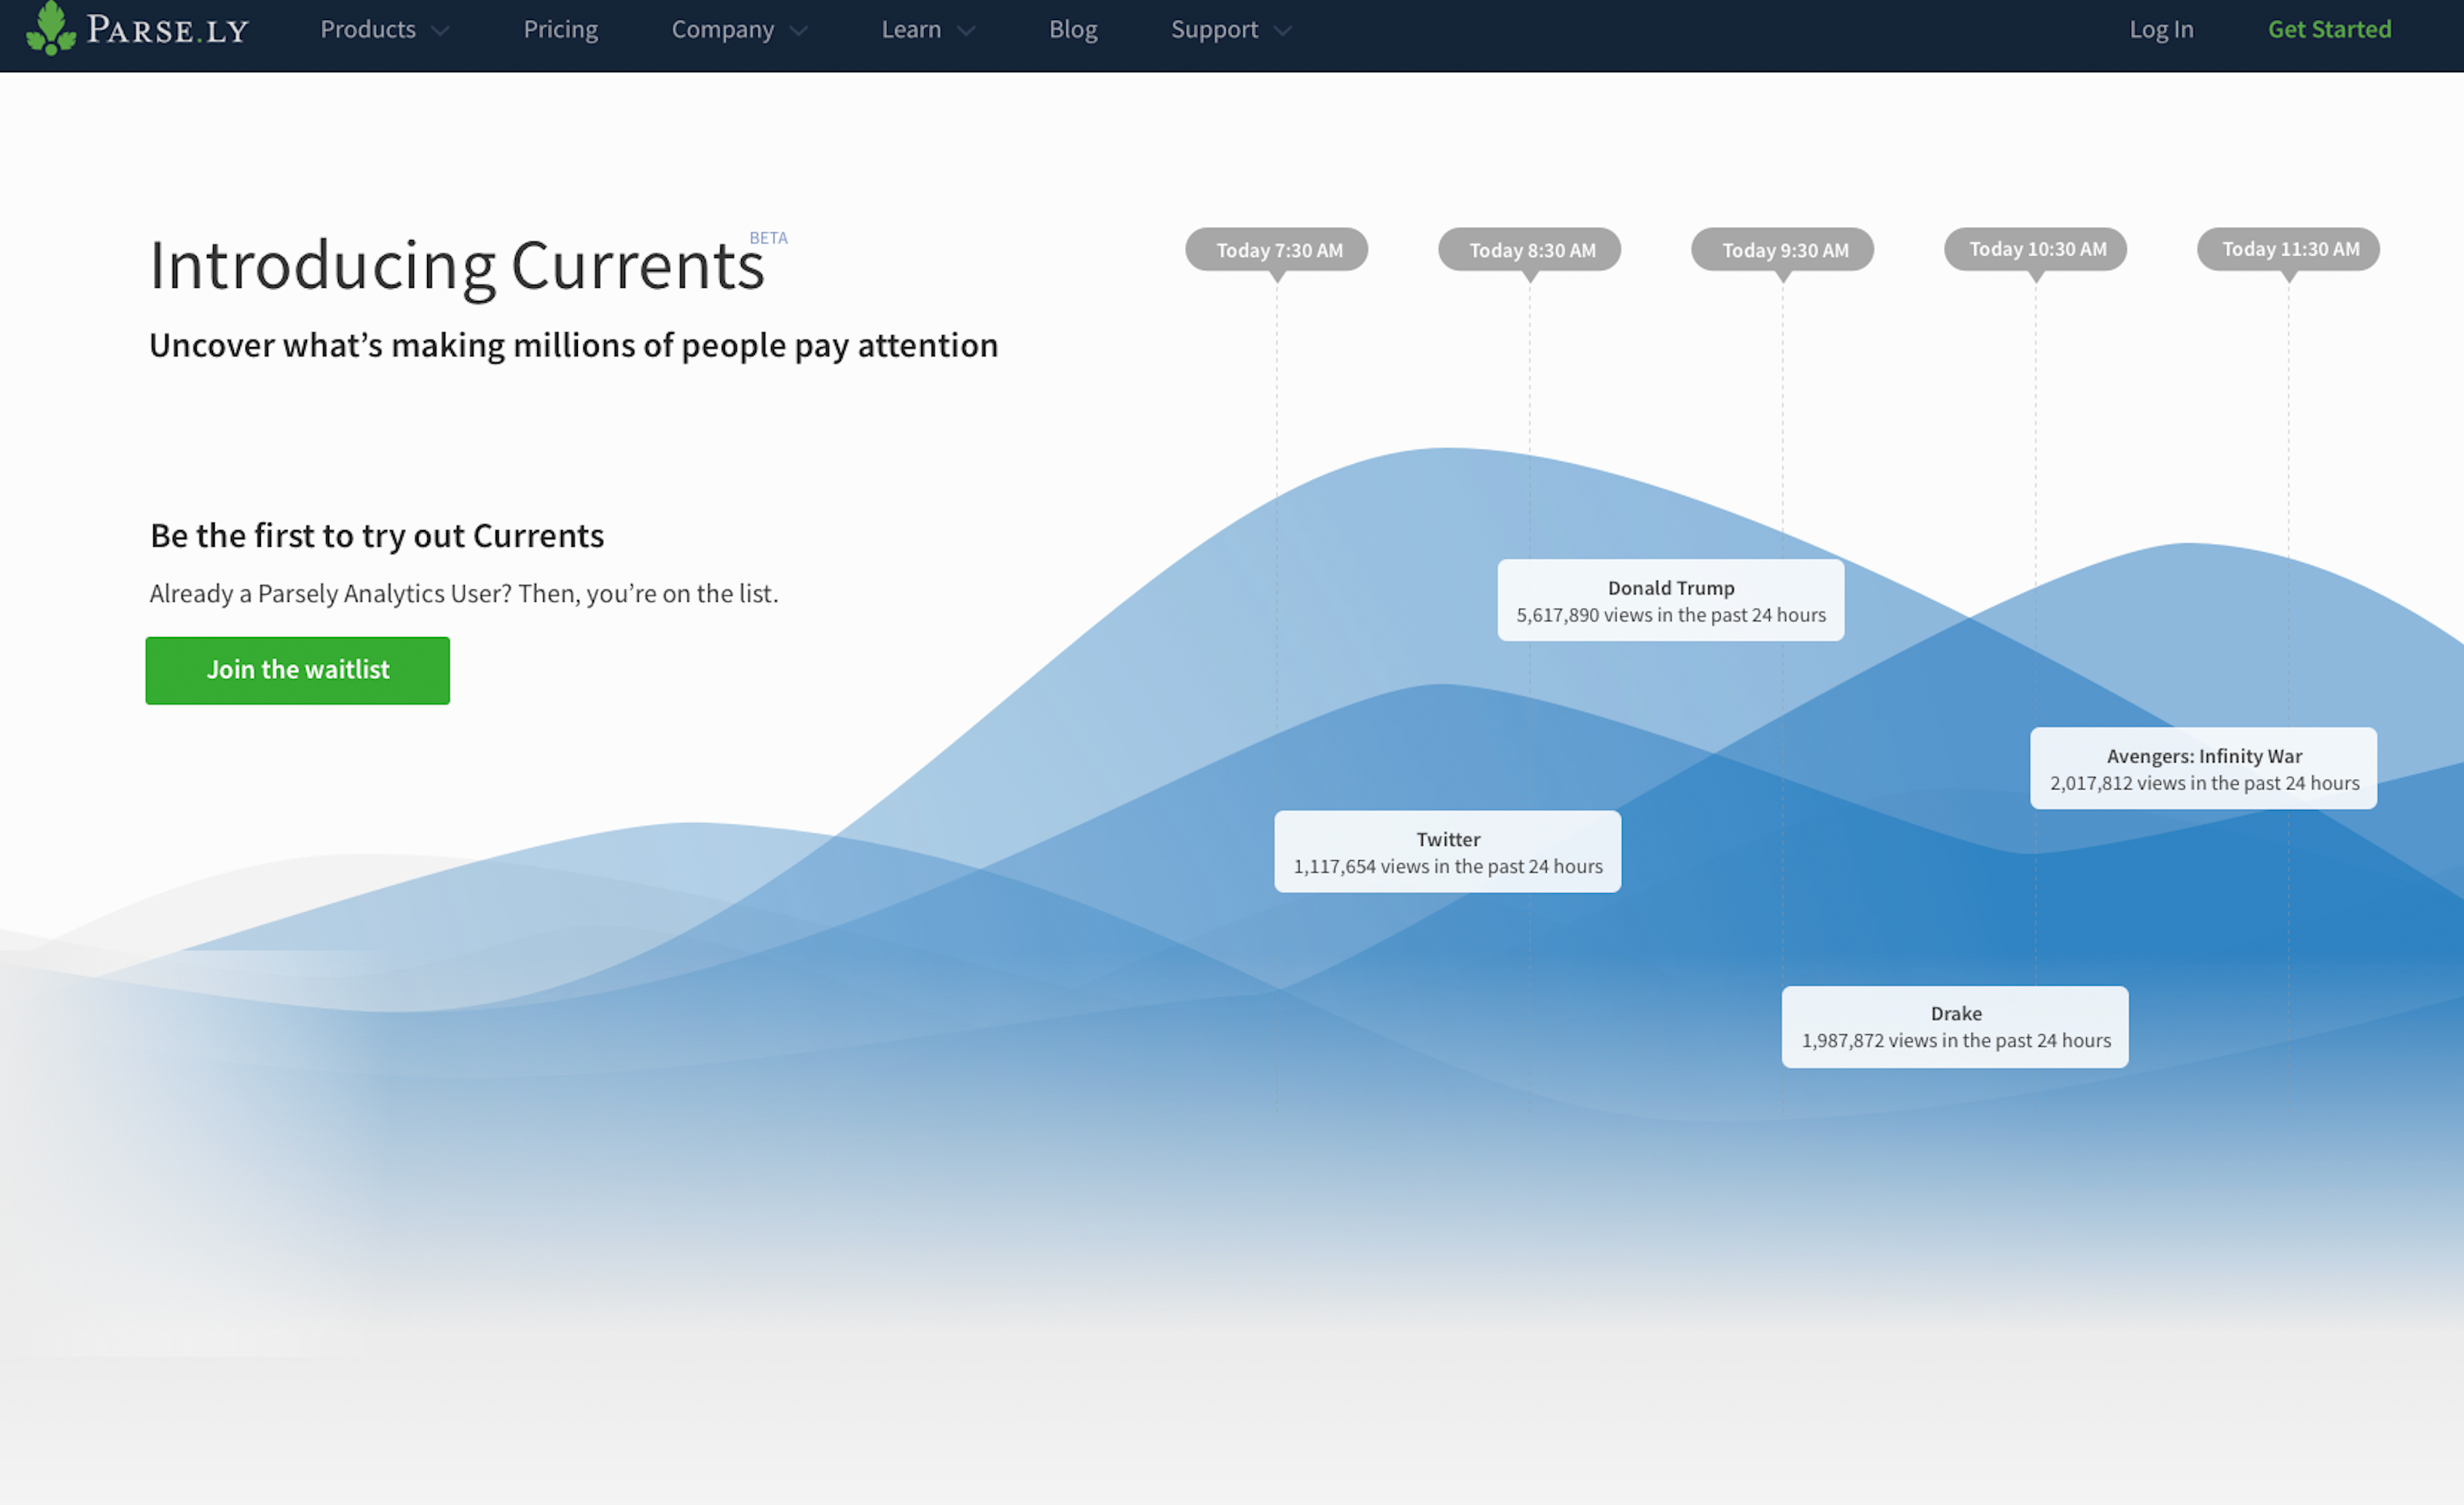 PARSE.LY Products Pricing Company Learn Blog Support Log In Get Started
Introducing Currents BETA
Uncover what's making millions of people pay attention
Be the first to try out Currents
Already a Parsely Analytics User? Then, you're on the list.
Join the waitlist
Today 7:30 AM Today 8:30 AM Today 9:30 AM Today 10:30 AM Today 11:30 AM
Donald Trump
5,617,890 views in the past 24 hours
Avengers: Infinity War
2,017,812 views in the past 24 hours
Twitter
1,117,654 views in the past 24 hours
Drake
1,987,872 views in the past 24 hours